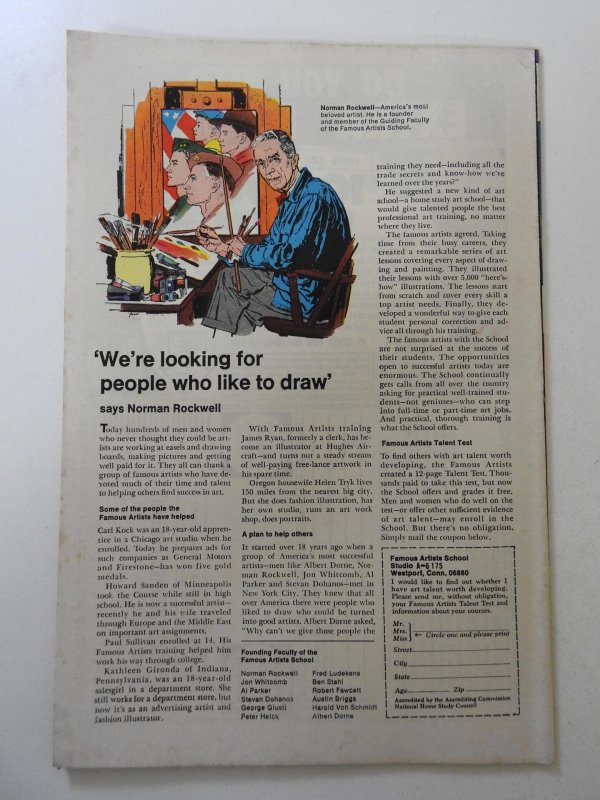 Norman Rockwell—America's most
beloved artist. He is a founder
and member of the Guiding Faculty
of the Famous Artists School.
'We're looking for
people who like to draw'
says Norman Rockwell
Today hundreds of men and women
who never thought they could be art-
ists are working at easels and drawing
boards, making pictures and getting
well paid for it. They all can thank a
group of famous artists who have de-
voted much of their time and talent
to helping others find success in art.
Some of the people the
Famous Artists have helped
Carl Kock was an 18-year-old appren-
tice in a Chicago art studio when he
enrolled. Today he prepares ads for
such companies as General Motors
and Firestone—has won five gold
medals.
Howard Sanden of Minneapolis
took the Course while still in high
school. He is now a successful artist—
recently he and his wife traveled
through Europe and the Middle East
on important art assignments.
Paul Sullivan enrolled at 14. His
Famous Artists training helped him
work his way through college.
Kathleen Gironda of Indiana,
Pennsylvania, was an 18-year-old
salesgirl in a department store. She
still works for a department store, but
now it's as an advertising artist and
fashion illustrator.
With Famous Artists training
James Ryan, formerly a clerk, has be-
come an illustrator at Hughes Air-
craft—and turns out a steady stream
of well-paying free-lance artwork in
his spare time.
Oregon housewife Helen Tryk lives
150 miles from the nearest big city.
But she does fashion illustration, has
her own studio, runs an art work
shop, does portraits.
A plan to help others
It started over 18 years ago when a
group of America's most successful
artists—men like Albert Dorne, Nor-
man Rockwell, Jon Whitcomb, Al
Parker and Stevan Dohanos—met in
New York City. They knew that all
over America there were people who
liked to draw who could be turned
into good artists. Albert Dorne asked,
"Why can't we give those people the
Founding Faculty of the
Famous Artists School
Norman Rockwell
Jon Whitcomb
Al Parker
Stevan Dohanos
George Giusti
Peter Helck
Fred Ludekens
Ben Stahl
Robert Fawcett
Austin Briggs
Harold Von Schmidt
Albert Dorne
training they need—including all the
trade secrets and know-how we've
learned over the years?"
He suggested a new kind of art
school—a home study art school—that
would give talented people the best
professional art training, no matter
where they live.
The famous artists agreed. Taking
time from their busy careers, they
created a remarkable series of art
lessons covering every aspect of draw-
ing and painting. They illustrated
their lessons with over 5,000 "here's-
how" illustrations. The lessons start
from scratch and cover every skill a
top artist needs. Finally, they de-
veloped a wonderful way to give each
student personal correction and ad-
vice all through his training.
The famous artists with the School
are not surprised at the success of
their students. The opportunities
open to successful artists today are
enormous. The School continually
gets calls from all over the country
asking for practical well-trained stu-
dents—not geniuses—who can step
into full-time or part-time art jobs.
And practical, thorough training is
what the School offers.
Famous Artists Talent Test
To find others with art talent worth
developing, the Famous Artists
created a 12-page Talent Test. Thou-
sands paid to take this test, but now
the School offers and grades it free.
Men and women who do well on the
test—or offer other sufficient evidence
of art talent—may enroll in the
School. But there's no obligation.
Simply mail the coupon below.
Famous Artists School
Studio A-6175
Westport, Conn. 06880
I would like to find out whether I
have art talent worth developing.
Please send me, without obligation,
your Famous Artists Talent Test and
information about your courses.
Mr.
Mrs. ← Circle one and please print
Miss
Street
City
State
Age Zip
Accredited by the Accrediting Commission
National Home Study Council